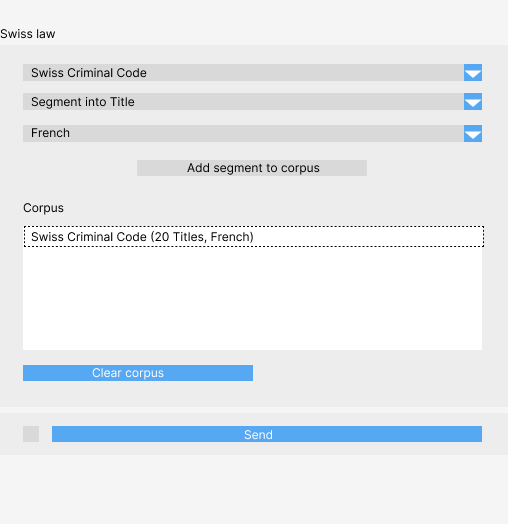 Swiss law
Swiss Criminal Code
Segment into Title
French
Add segment to corpus
Corpus
Swiss Criminal Code (20 Titles, French)
Clear corpus
Send